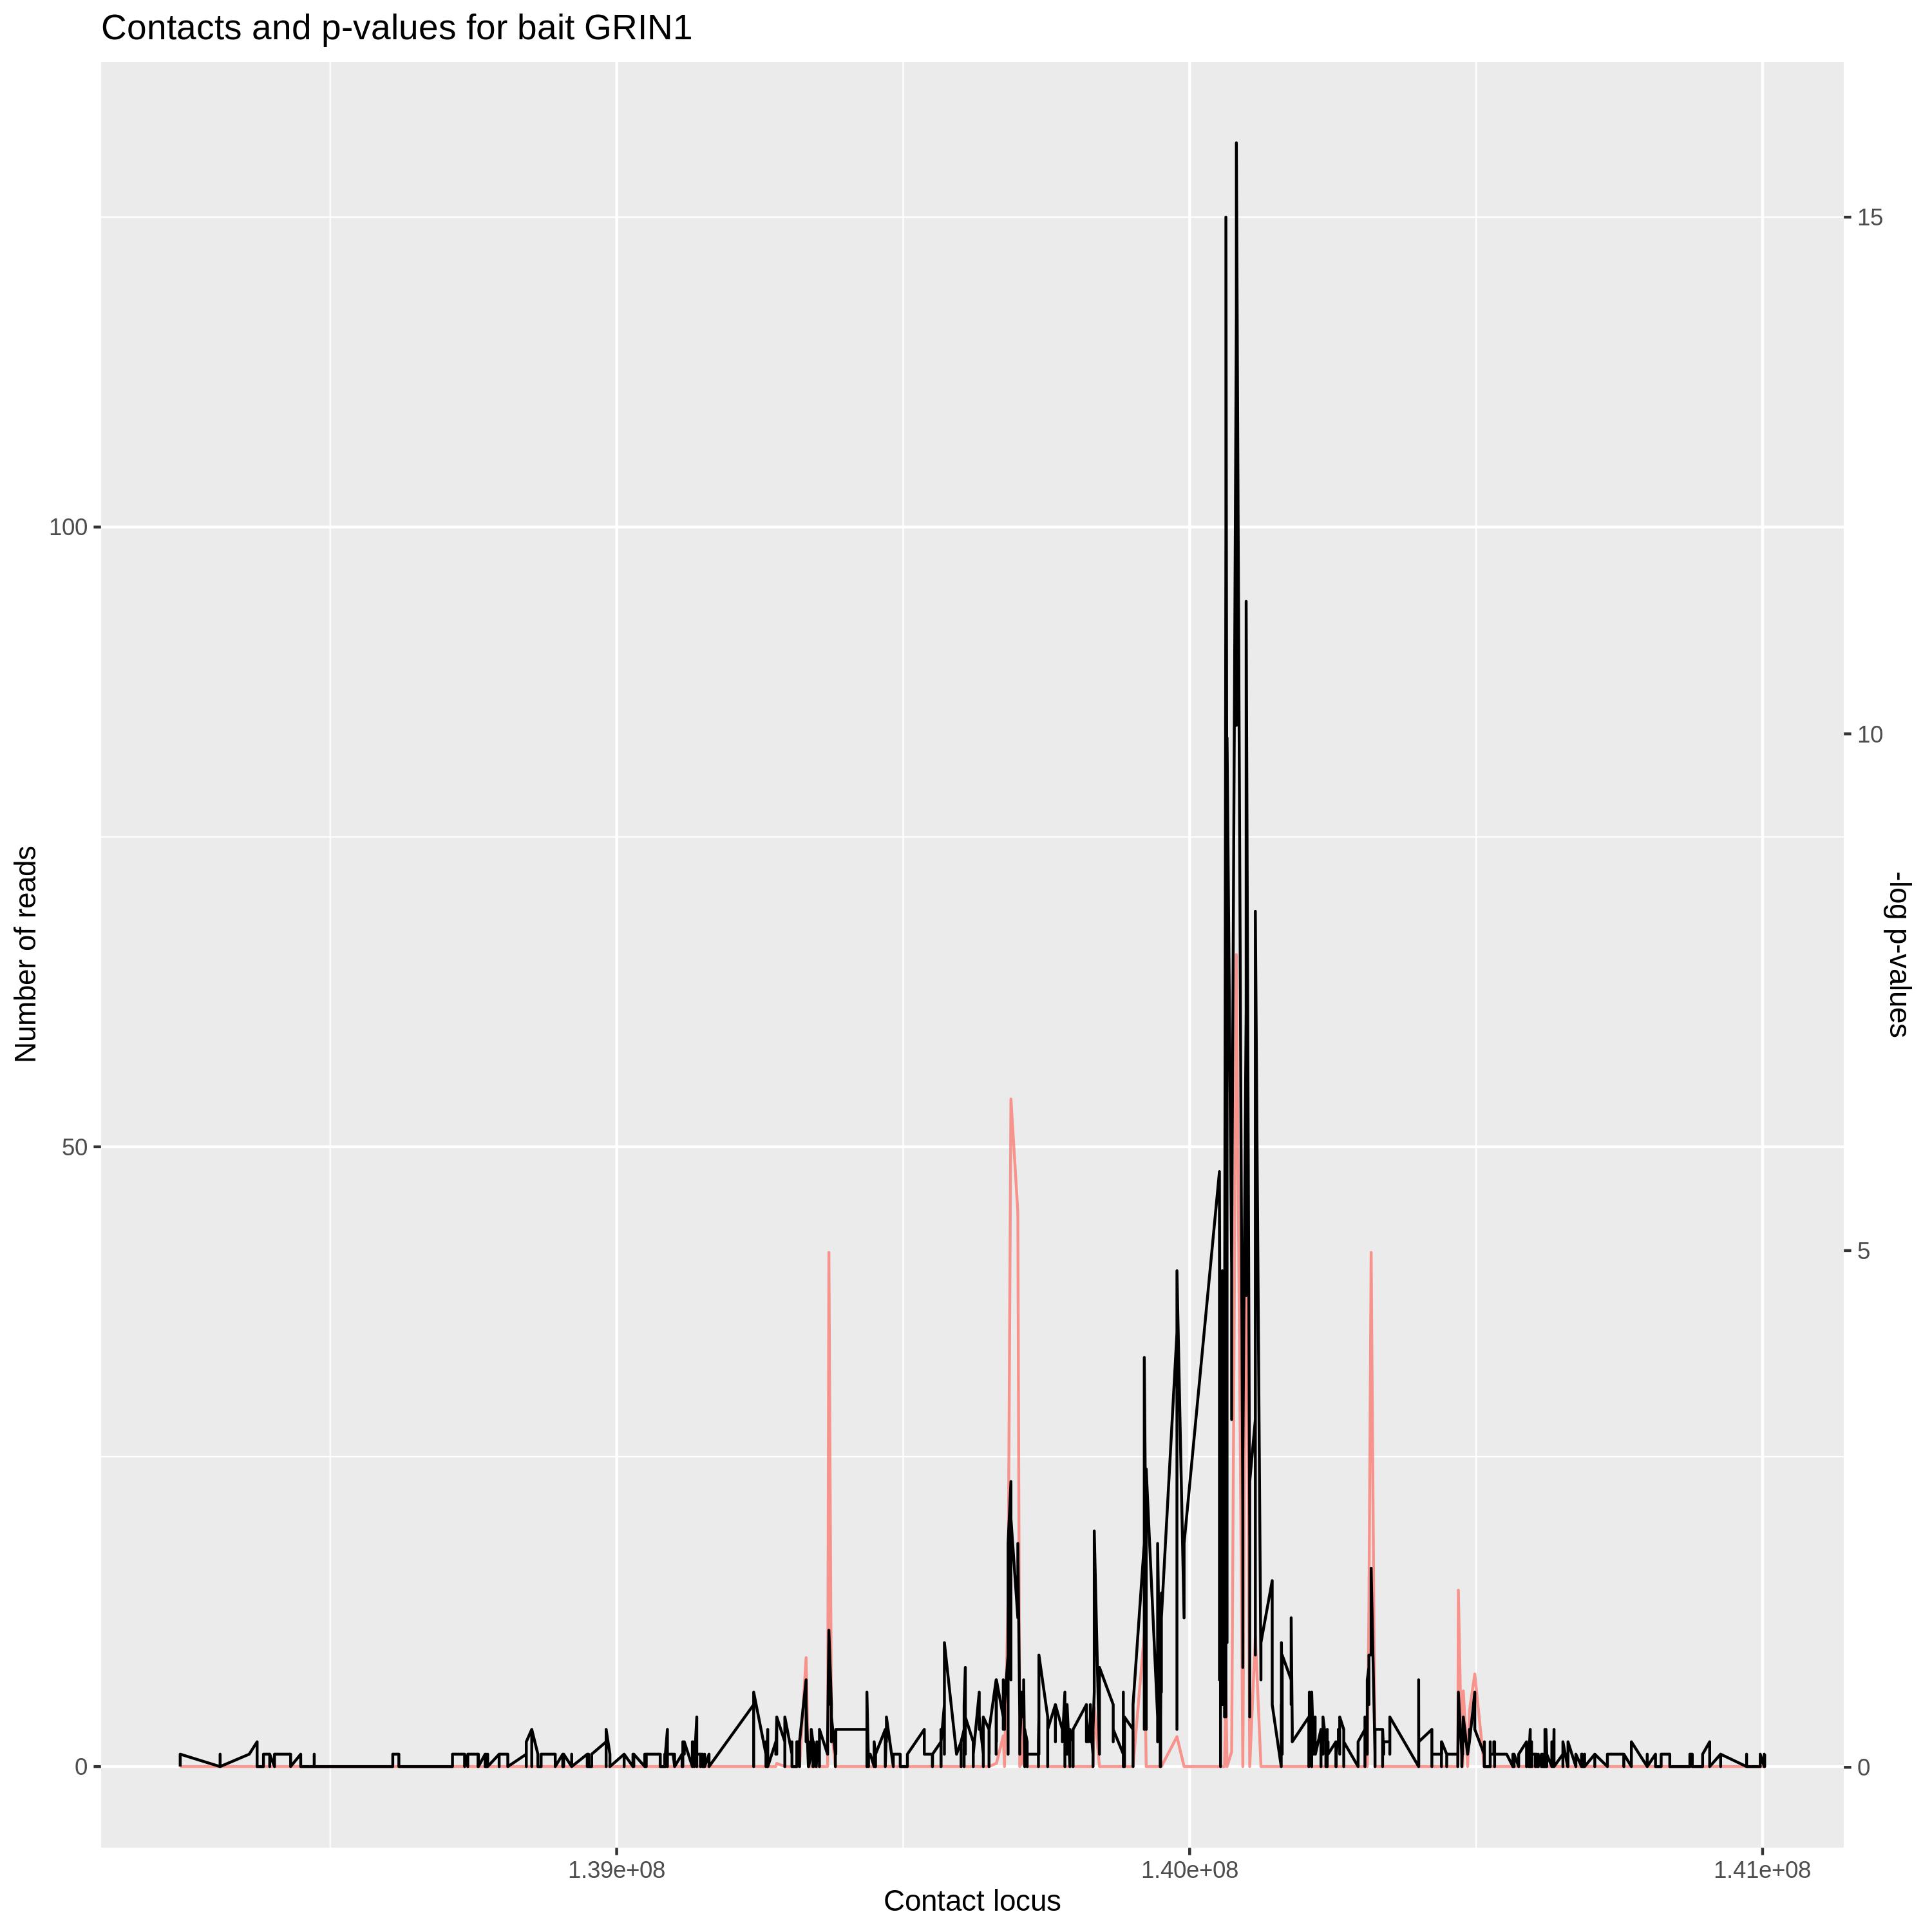 Contacts and p-values for bait GRIN1
Number of reads
100
50
0
15
10
5
0
-log p-values
1.39e+08
1.40e+08
1.41e+08
Contact locus